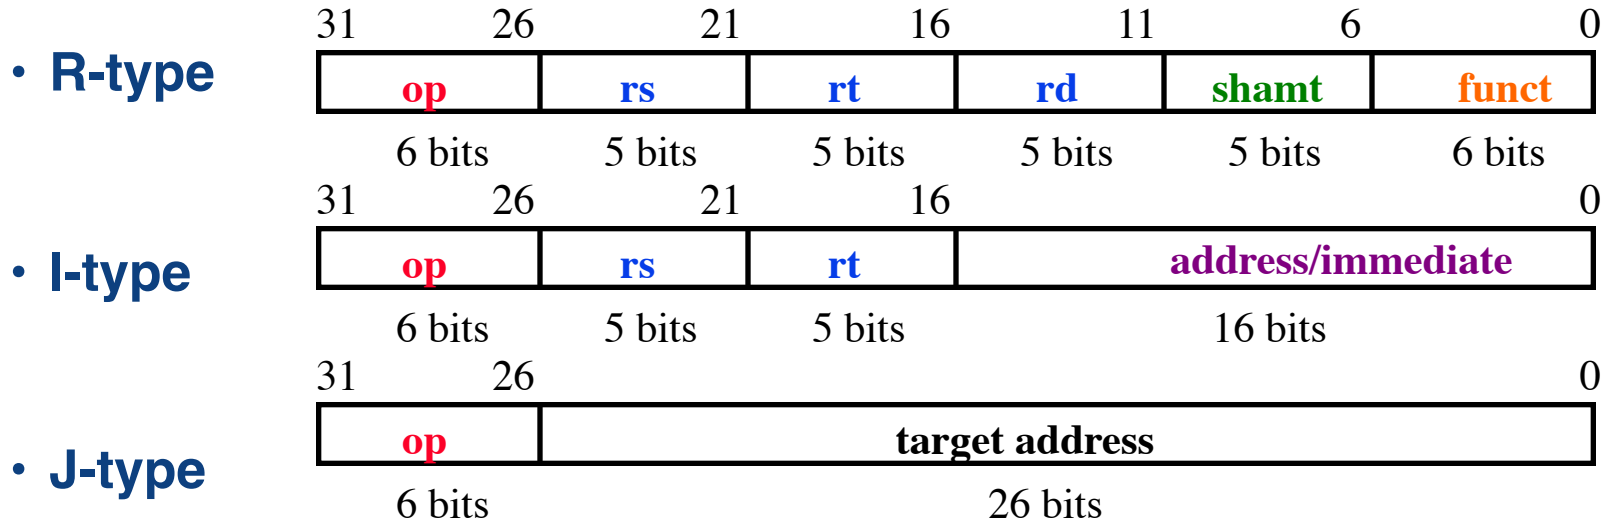 31 26 21 16 11 6 0
• R-type op rs rt rd shamt funct
6 bits 5 bits 5 bits 5 bits 5 bits 6 bits
31 26 21 16 0
• I-type op rs rt address/immediate
6 bits 5 bits 5 bits 16 bits
31 26 0
• J-type op target address
6 bits 26 bits